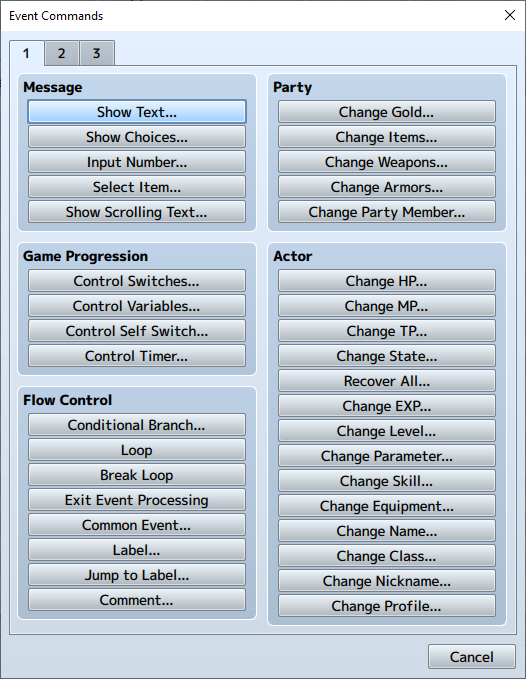 Event Commands
1
2
3
Message
Show Text...
Show Choices...
Input Number...
Select Item...
Show Scrolling Text...
Game Progression
Control Switches...
Control Variables...
Control Self Switch...
Control Timer...
Flow Control
Conditional Branch...
Loop
Break Loop
Exit Event Processing
Common Event...
Label...
Jump to Label...
Comment...
Party
Change Gold...
Change Items...
Change Weapons...
Change Armors...
Change Party Member...
Actor
Change HP...
Change MP...
Change TP...
Change State...
Recover All...
Change EXP...
Change Level...
Change Parameter...
Change Skill...
Change Equipment...
Change Name...
Change Class...
Change Nickname...
Change Profile...
Cancel